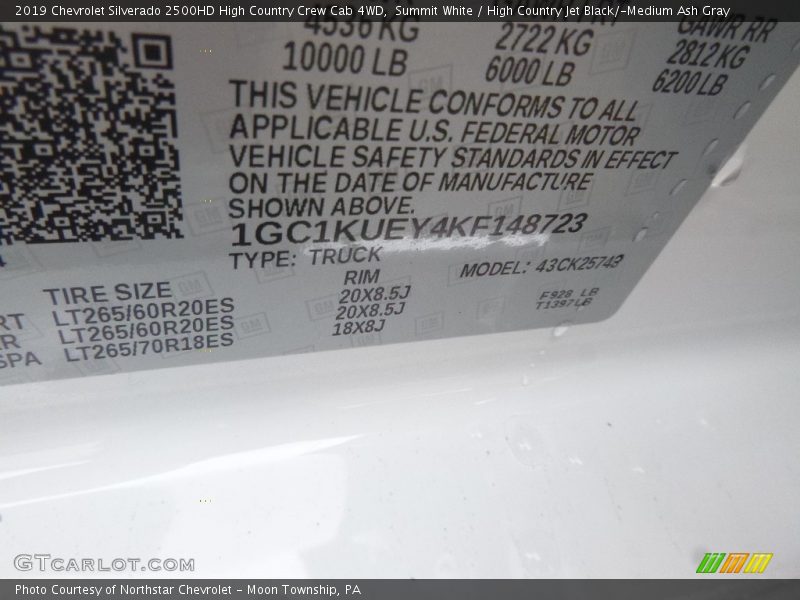 2019 Chevrolet Silverado 2500HD High Country Crew Cab 4WD, Summit White / High Country Jet Black/­Medium Ash Gray
4536 KG
10000 LB
2722 KG
6000 LB
GAWR RR
2812 KG
6200 LB
THIS VEHICLE CONFORMS TO ALL
APPLICABLE U.S. FEDERAL MOTOR
VEHICLE SAFETY STANDARDS IN EFFECT
ON THE DATE OF MANUFACTURE
SHOWN ABOVE.
1GC1KUEY4KF148723
TYPE: TRUCK
MODEL: 43CK25743
TIRE SIZE
RIM
LT265/60R20ES
20X8.5J
LT265/60R20ES
20X8.5J
SPA LT265/70R18ES
18X8J
F928 LB
T1397LB
GTCARLOT.COM
Photo Courtesy of Northstar Chevrolet - Moon Township, PA